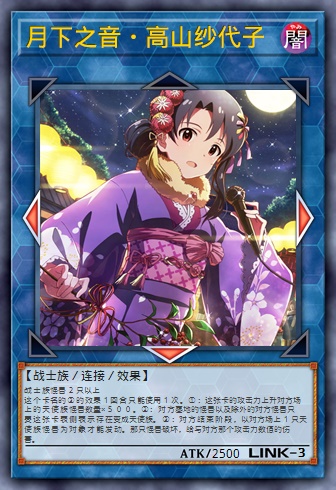 月下之音·高山纱代子
やみ
闇
【战士族/连接/效果】
战士族怪兽2只以上
这个卡名的②的效果1回合只能使用1次。①：这张卡的攻击力上升对方场
上的天使族怪兽数量×500。②：对方墓地的怪兽以及除外的对方怪兽只
要这张卡表侧表示存在变成天使族。③：对方结束阶段，以对方场上1只天
使族怪兽为对象才能发动。那只怪兽破坏，给与对方那个攻击力数值的伤
害。
ATK/2500 LINK-3